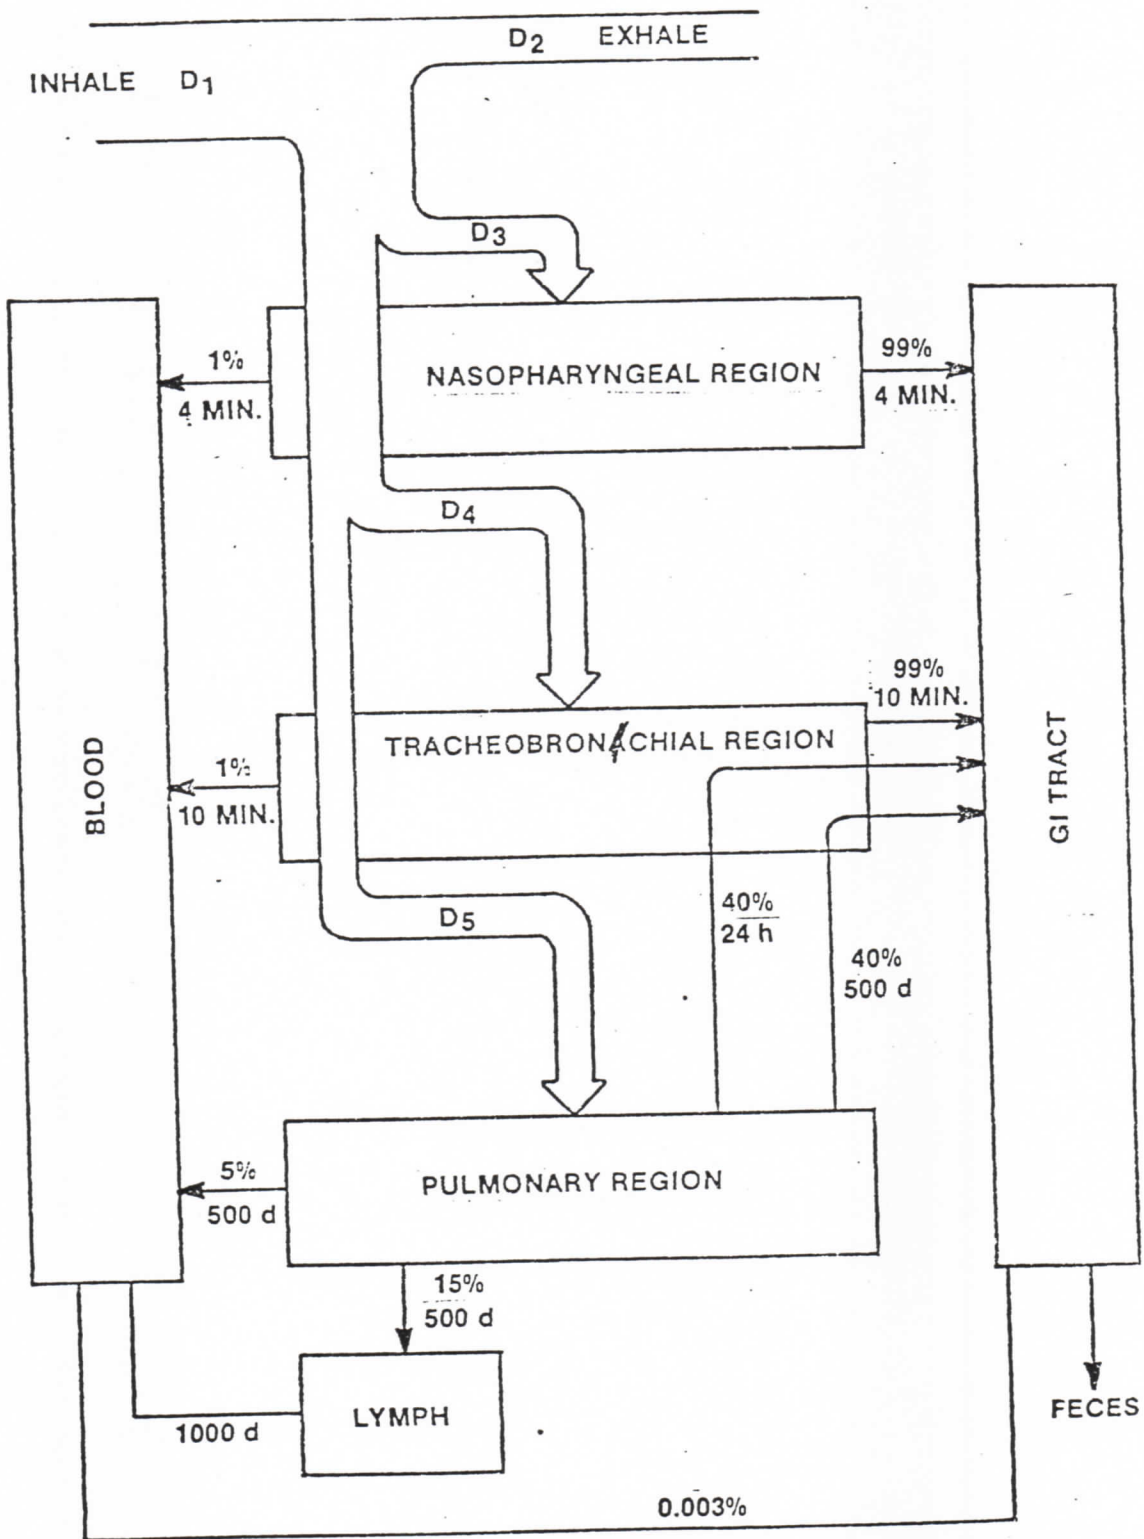 D2 EXHALE
INHALE D1
D3
1%
4 MIN.
NASOPHARYNGEAL REGION
99%
4 MIN.
D4
BLOOD
1%
10 MIN.
TRACHEOBRONACHIAL REGION
99%
10 MIN.
GI TRACT
D5
40%
24 h
40%
500 d
5%
500 d
PULMONARY REGION
15%
500 d
LYMPH
1000 d
FECES
0.003%